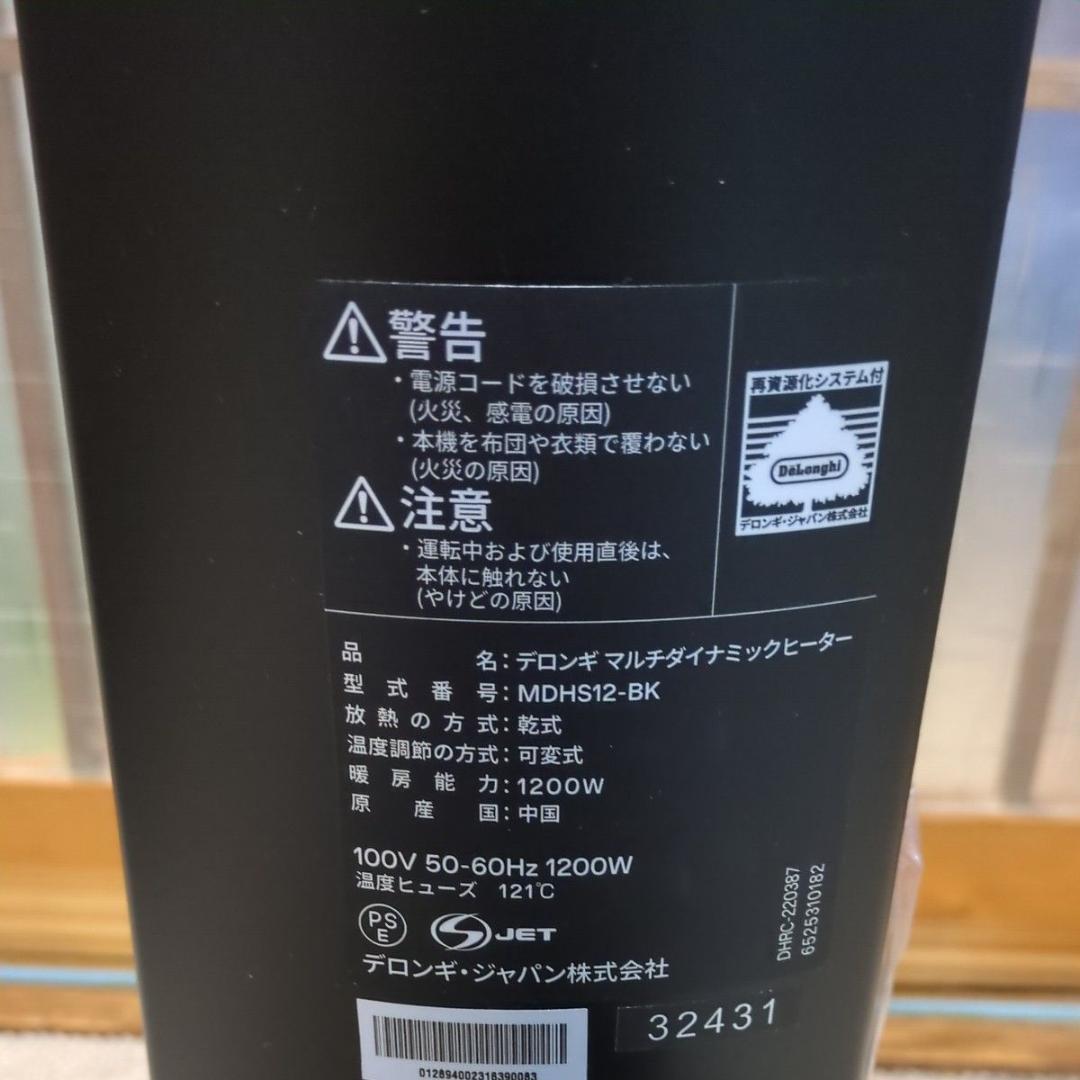 警告
・電源コードを破損させない
(火災、感電の原因)
・本機を布団や衣類で覆わない
(火災の原因)
注意
・運転中および使用直後は、
本体に触れない
(やけどの原因)
再資源化システム付
DeLonghi
デロンギ・ジャパン株式会社
品名：デロンギ マルチダイナミックヒーター
型式番号：MDHS12-BK
放熱の方式：乾式
温度調節の方式：可変式
暖房能力：1200W
原産国：中国
100V 50-60Hz 1200W
温度ヒューズ 121℃
PSE
JET
デロンギ・ジャパン株式会社
DHRC-220387
6525310182
32431
012894002316390083